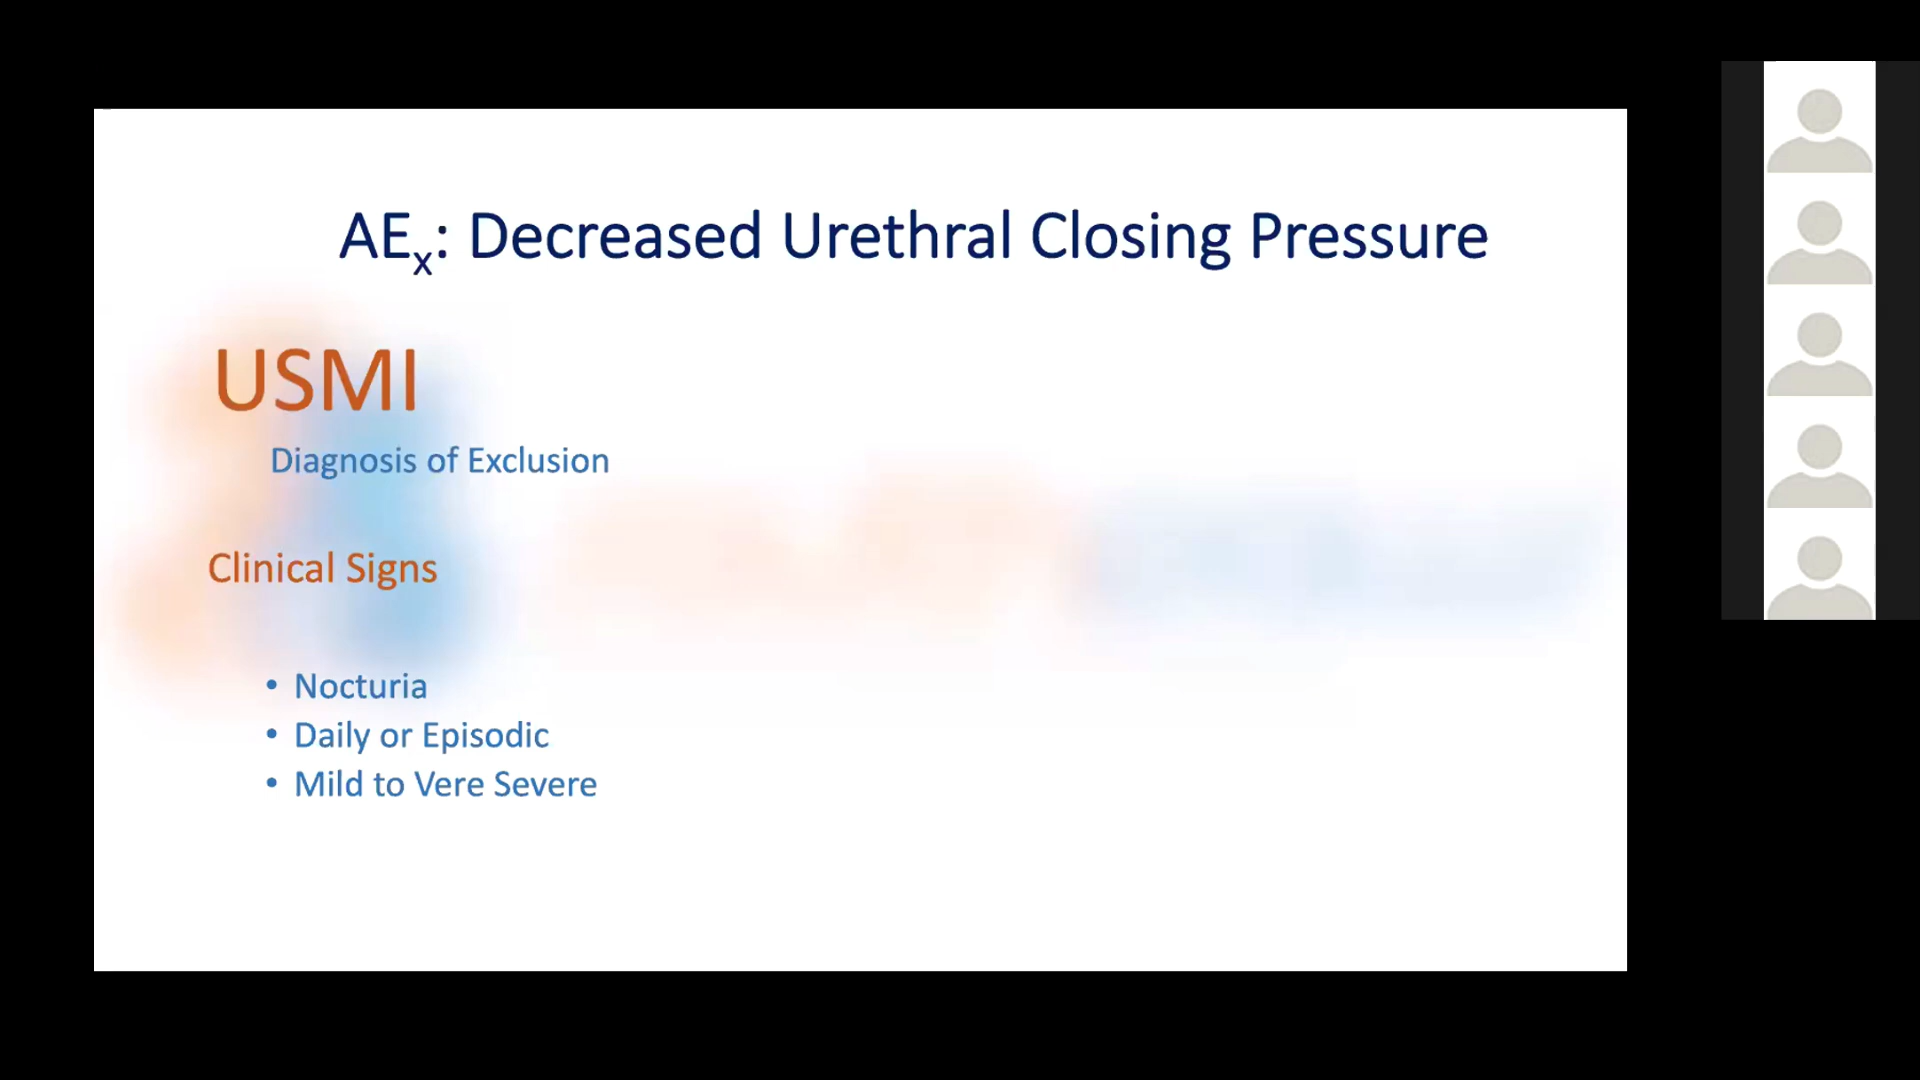 AEx: Decreased Urethral Closing Pressure
USMI
Diagnosis of Exclusion
Clinical Signs
• Nocturia
• Daily or Episodic
• Mild to Vere Severe